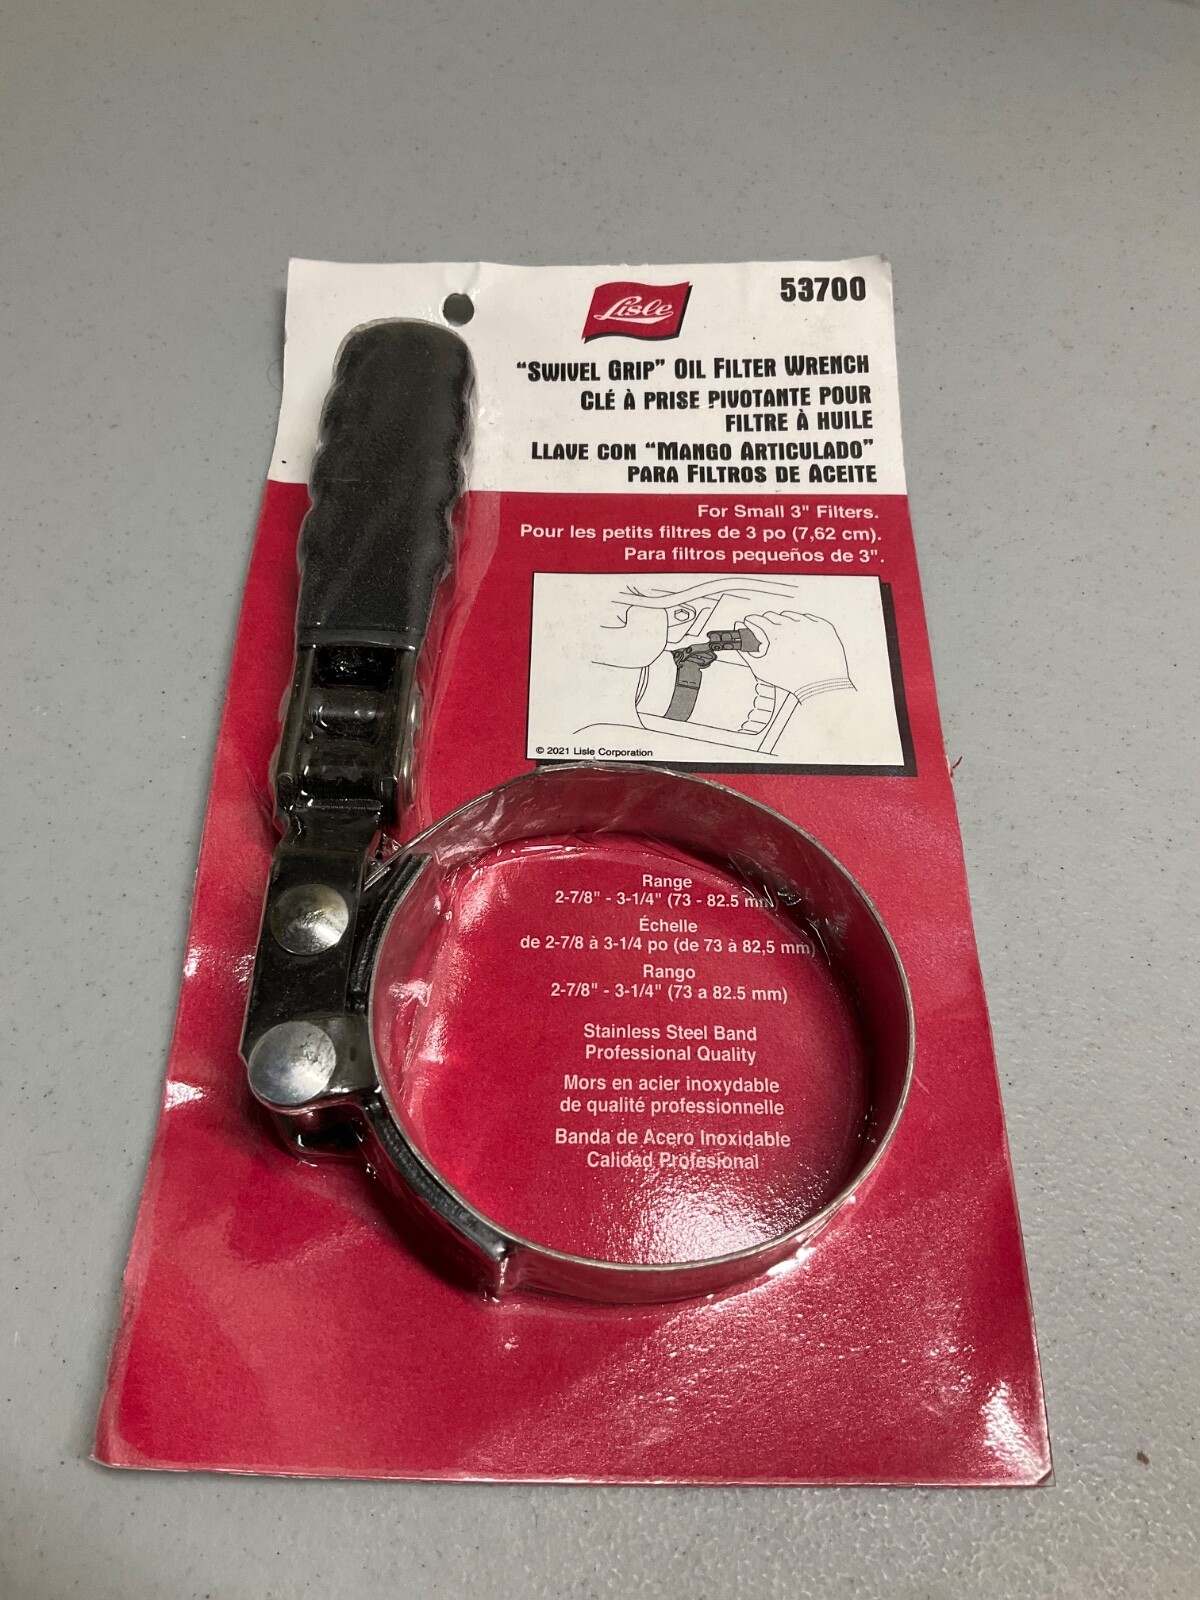 Lisle
53700
"SWIVEL GRIP" OIL FILTER WRENCH
CLÉ À PRISE PIVOTANTE POUR
FILTRE À HUILE
LLAVE CON "MANGO ARTICULADO"
PARA FILTROS DE ACEITE
For Small 3" Filters.
Pour les petits filtres de 3 po (7,62 cm).
Para filtros pequeños de 3".
© 2021 Lisle Corporation
Range
2-7/8" - 3-1/4" (73 - 82.5 mm)
Échelle
de 2-7/8 à 3-1/4 po (de 73 à 82,5 mm)
Rango
2-7/8" - 3-1/4" (73 a 82.5 mm)
Stainless Steel Band
Professional Quality
Mors en acier inoxydable
de qualité professionnelle
Banda de Acero Inoxidable
Calidad Profesional